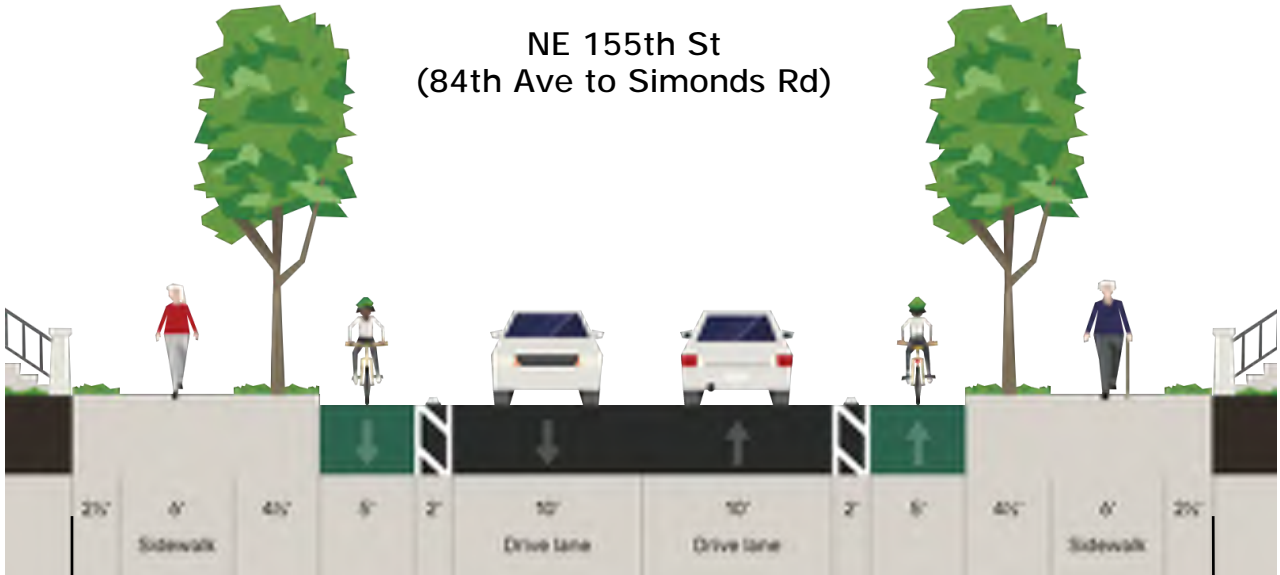 NE 155th St
(84th Ave to Simonds Rd)
2½' 6' 4½' 5' 2' 10' 10' 2' 5' 4½' 6' 2½'
Sidewalk Drive lane Drive lane Sidewalk